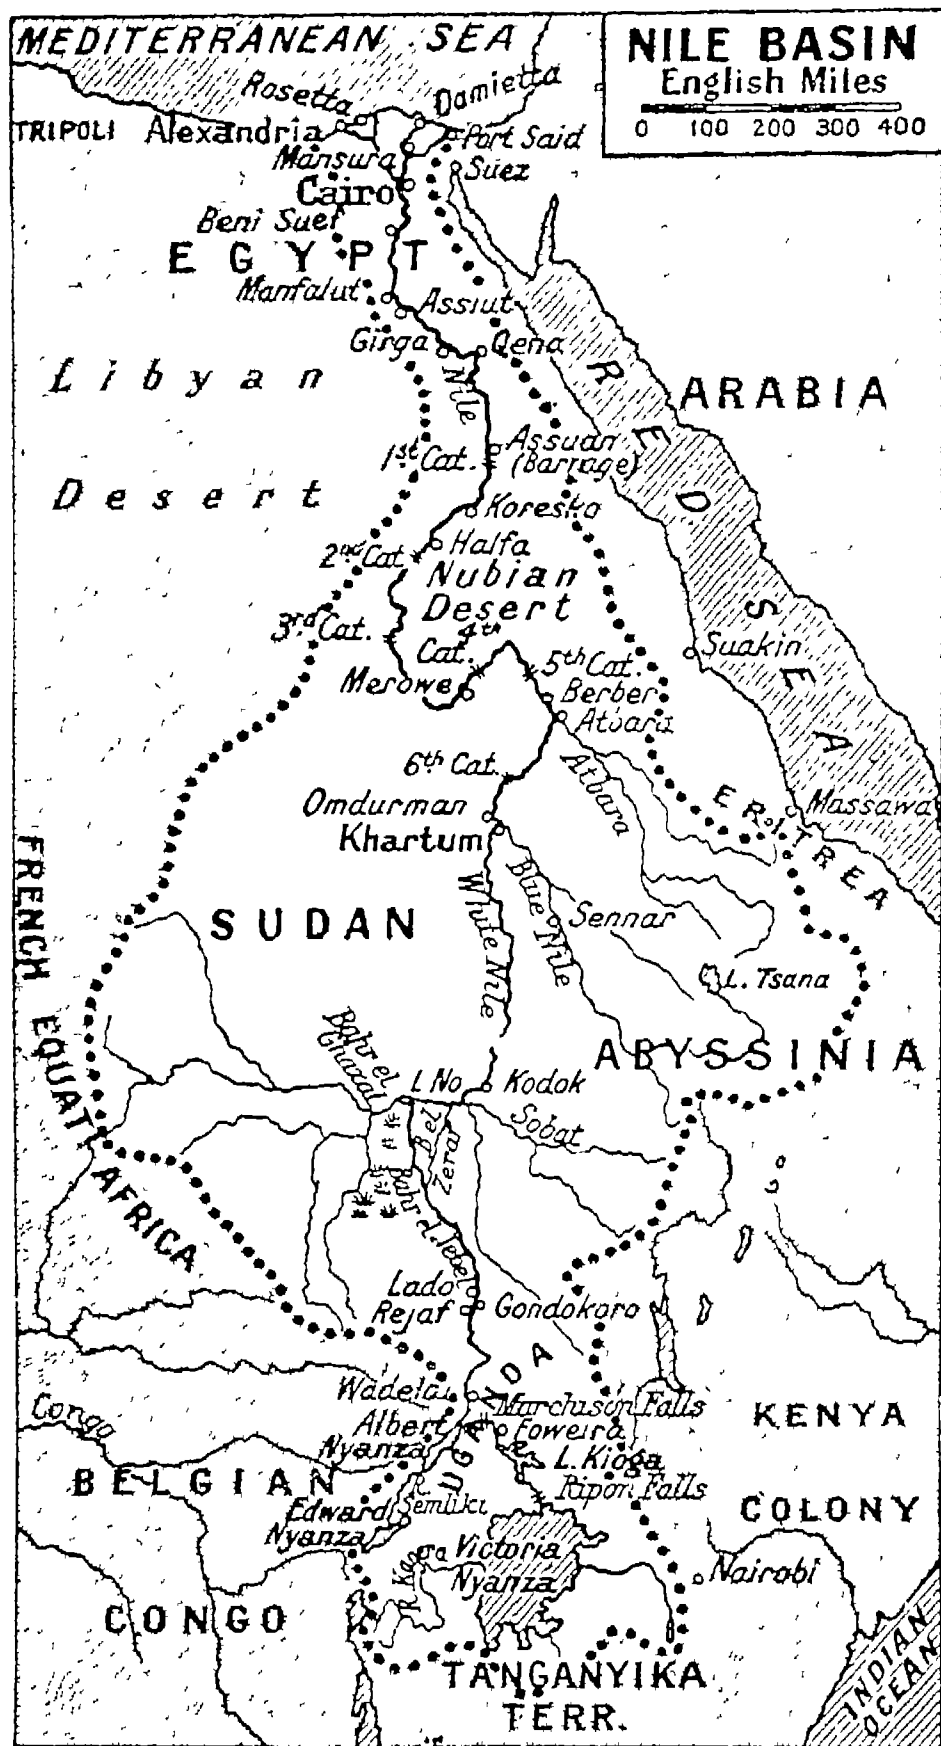 NILE BASIN
English Miles
0 100 200 300 400
MEDITERRANEAN SEA
Rosetta
Damietta
TRIPOLI
Alexandria
Port Said
Mansura
Suez
Cairo
Beni Suef
EGYPT
Manfalut
Assiut
Girga
Qena
Nile
Libyan
Desert
RED SEA
ARABIA
1st Cat.
Assuan
(Barrage)
Koresko
2nd Cat.
Halfa
Nubian
Desert
3rd Cat.
4th
Cat.
5th Cat.
Suakin
Merowe
Berber
Atbara
6th Cat.
Atbara
Omdurman
Khartum
ERITREA
Massawa
FRENCH EQUAT.
AFRICA
SUDAN
White Nile
Blue Nile
Sennar
L. Tsana
ABYSSINIA
Bahr el
Ghazal
L No
Kodok
Sobat
Bel
Zeraf
Bahr el Jebel
Lado
Rejaf
Gondokoro
UGANDA
Wadelai
Murchison Falls
Albert
Nyanza
Foweira
L. Kioga
Ripon Falls
Congo
BELGIAN
CONGO
R.
Semliki
Edward
Nyanza
R. Kagera
Victoria
Nyanza
KENYA
COLONY
Nairobi
TANGANYIKA
TERR.
INDIAN
OCEAN